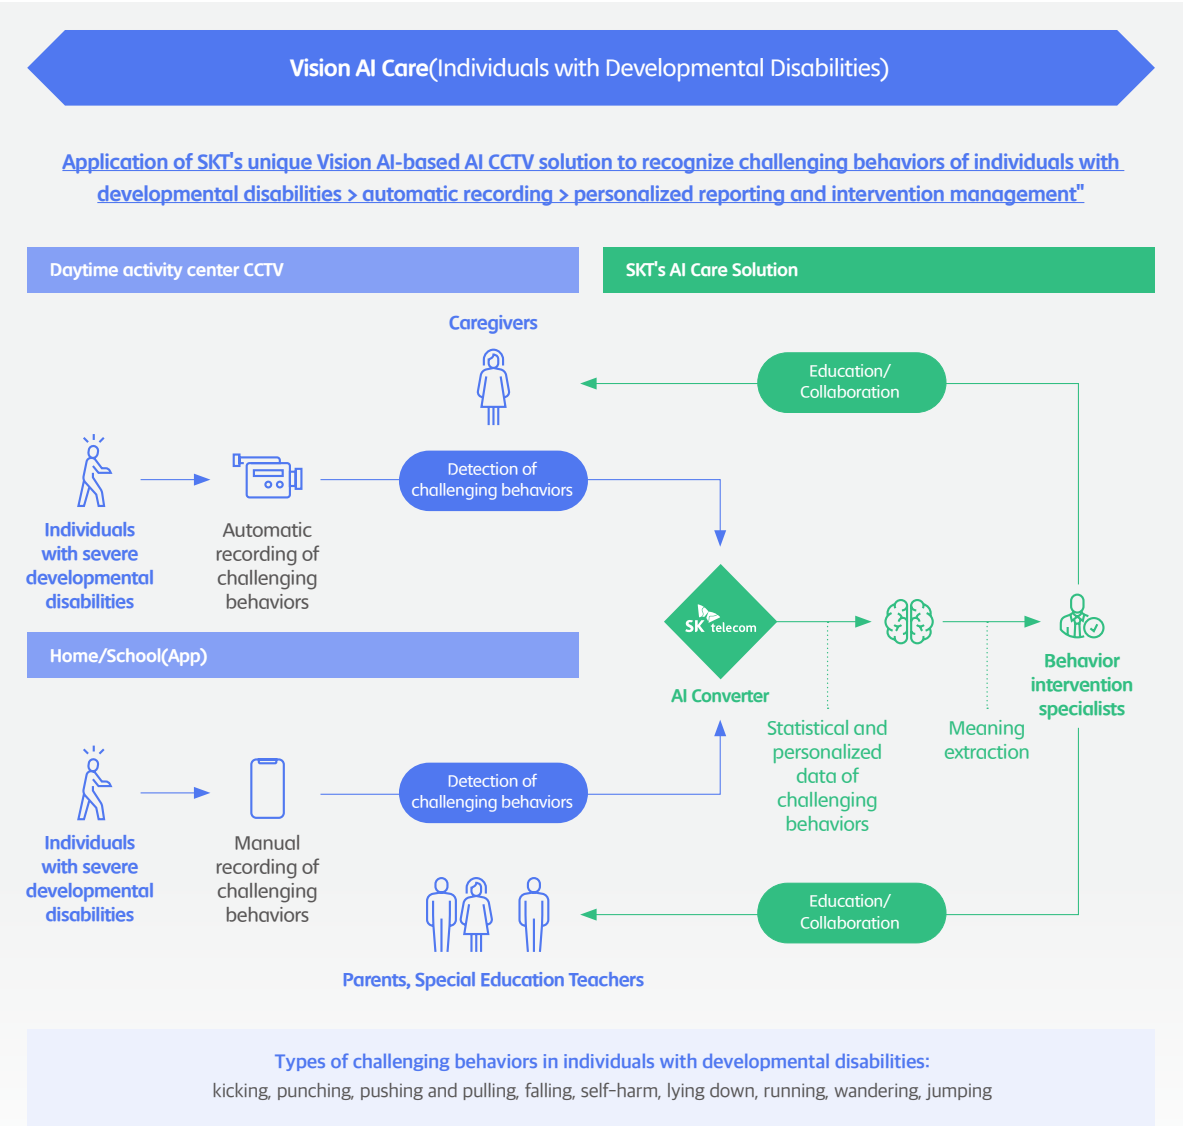 Vision AI Care(Individuals with Developmental Disabilities)
Application of SKT's unique Vision AI-based AI CCTV solution to recognize challenging behaviors of individuals with
developmental disabilities > automatic recording > personalized reporting and intervention management"
Daytime activity center CCTV
SKT's AI Care Solution
Caregivers
Education/
Collaboration
Detection of
challenging behaviors
Individuals
with severe
developmental
disabilities
Automatic
recording of
challenging
behaviors
SK telecom
AI Converter
Statistical and
personalized
data of
challenging
behaviors
Meaning
extraction
Behavior
intervention
specialists
Home/School(App)
Individuals
with severe
developmental
disabilities
Manual
recording of
challenging
behaviors
Detection of
challenging behaviors
Education/
Collaboration
Parents, Special Education Teachers
Types of challenging behaviors in individuals with developmental disabilities:
kicking, punching, pushing and pulling, falling, self-harm, lying down, running, wandering, jumping